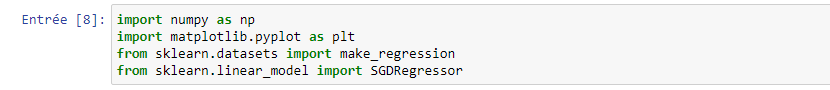 Entrée [8]: import numpy as np
import matplotlib.pyplot as plt
from sklearn.datasets import make_regression
from sklearn.linear_model import SGDRegressor